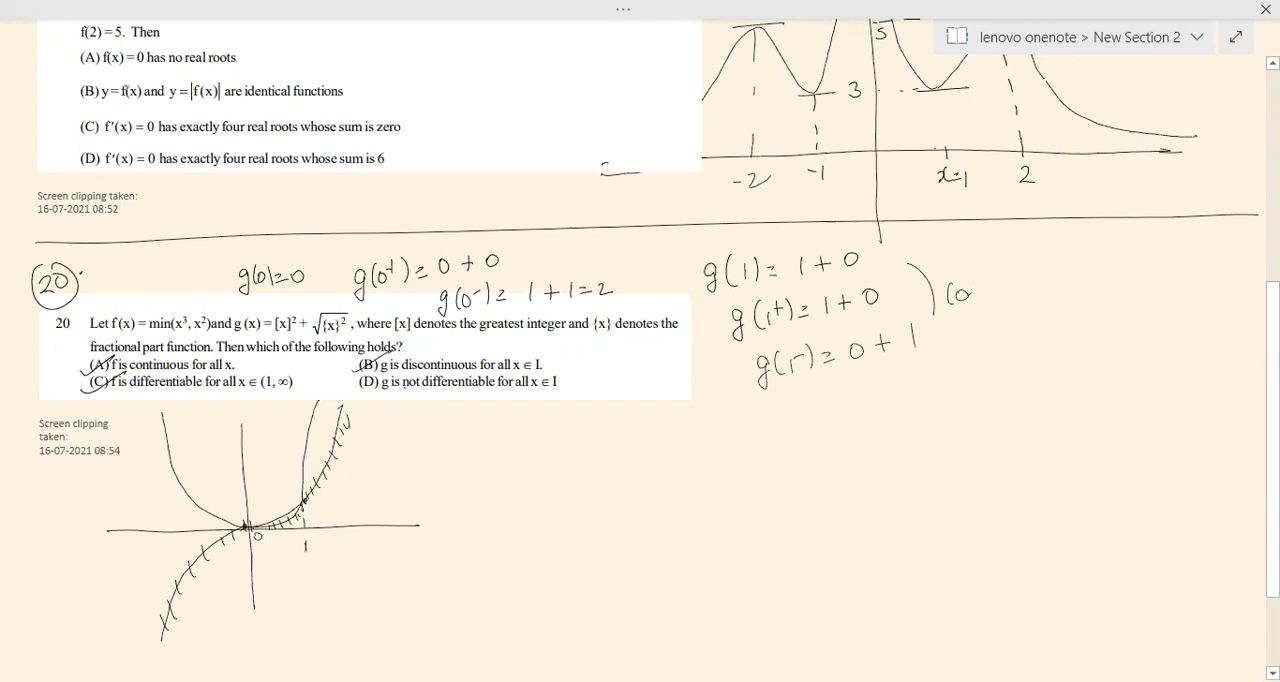 ...
lenovo onenote > New Section 2
f(2) = 5. Then
(A) f(x) = 0 has no real roots
(B) y = f(x) and y = |f(x)| are identical functions
(C) f′(x) = 0 has exactly four real roots whose sum is zero
(D) f′(x) = 0 has exactly four real roots whose sum is 6
5
3
-2 -1 x=1 2
Screen clipping taken:
16-07-2021 08:52
20
g(0)=0
g(0⁺) = 0 + 0
g(0⁻) = 1 + 1 = 2
g(1) = 1 + 0
g(1⁺) = 1 + 0
g(1⁻) = 0 + 1
) (o
20 Let f (x) = min(x³, x²)and g (x) = [x]² + √{x}² , where [x] denotes the greatest integer and {x} denotes the
fractional part function. Then which of the following holds?
(A) f is continuous for all x. (B) g is discontinuous for all x ∈ I.
(C) f is differentiable for all x ∈ (1, ∞) (D) g is not differentiable for all x ∈ I
Screen clipping
taken:
16-07-2021 08:54
0
1